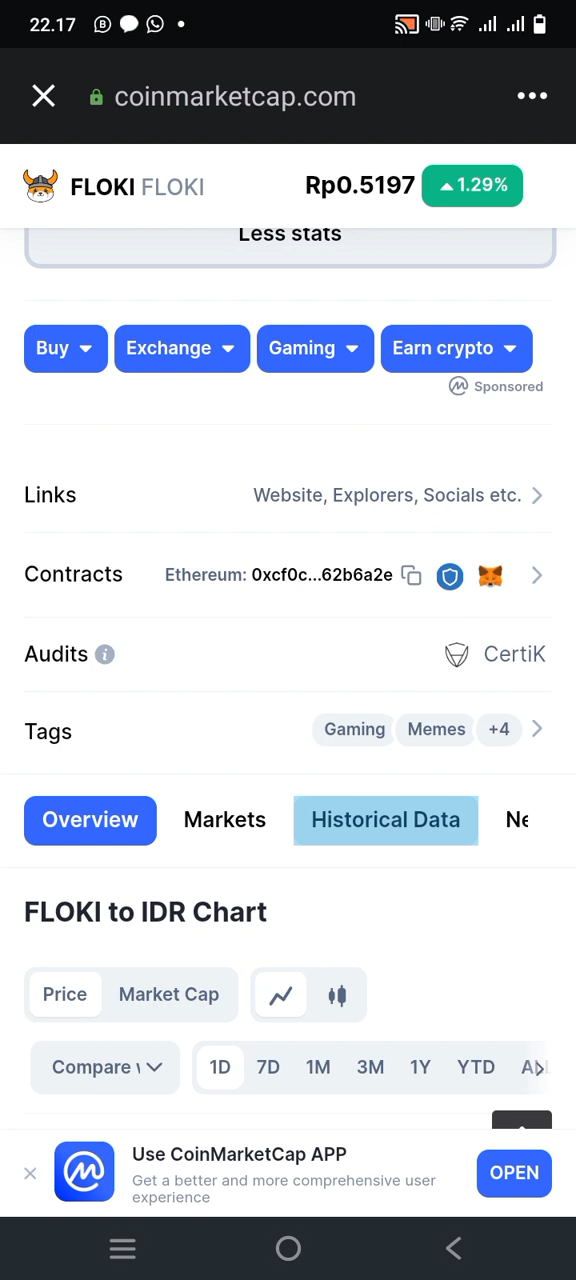 22.17
coinmarketcap.com
FLOKI FLOKI Rp0.5197 1.29%
Less stats
Buy Exchange Gaming Earn crypto
Sponsored
Links Website, Explorers, Socials etc.
Contracts Ethereum: 0xcf0c...62b6a2e
Audits CertiK
Tags Gaming Memes +4
Overview Markets Historical Data
FLOKI to IDR Chart
Price Market Cap
Compare 1D 7D 1M 3M 1Y YTD
Use CoinMarketCap APP
Get a better and more comprehensive user
experience
OPEN